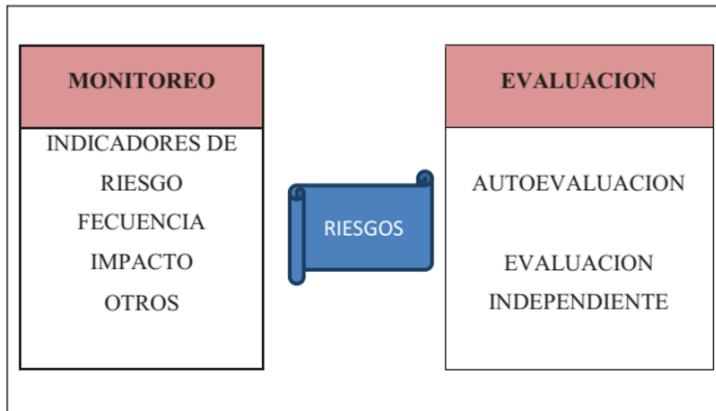 MONITOREO
INDICADORES DE
RIESGO
FECUENCIA
IMPACTO
OTROS
RIESGOS
EVALUACION
AUTOEVALUACION
EVALUACION
INDEPENDIENTE